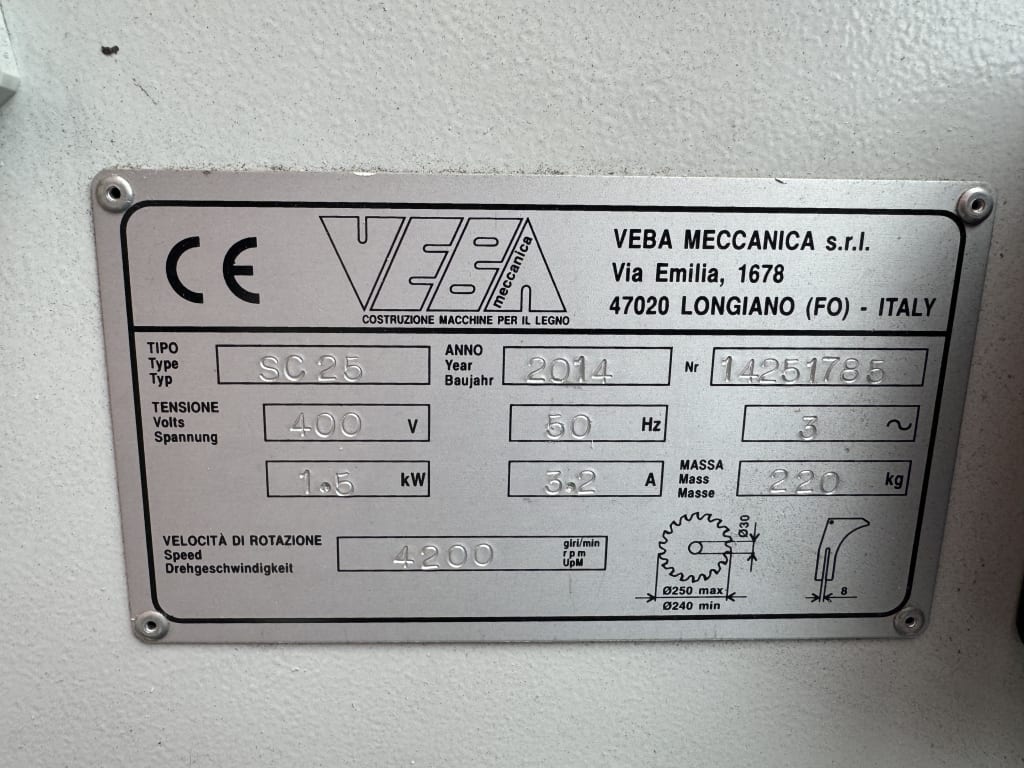 CE
VEBA meccanica
COSTRUZIONE MACCHINE PER IL LEGNO
VEBA MECCANICA s.r.l.
Via Emilia, 1678
47020 LONGIANO (FO) - ITALY
TIPO
Type
Typ
SC25
ANNO
Year
Baujahr
2014
Nr 14251785
TENSIONE
Volts
Spannung
400 V
50 Hz
3 ~
1.5 kW
3.2 A
MASSA
Mass
Masse
220 kg
VELOCITÀ DI ROTAZIONE
Speed
Drehgeschwindigkeit
4200
giri/min
rpm
UpM
Ø30
Ø250 max
Ø240 min
8